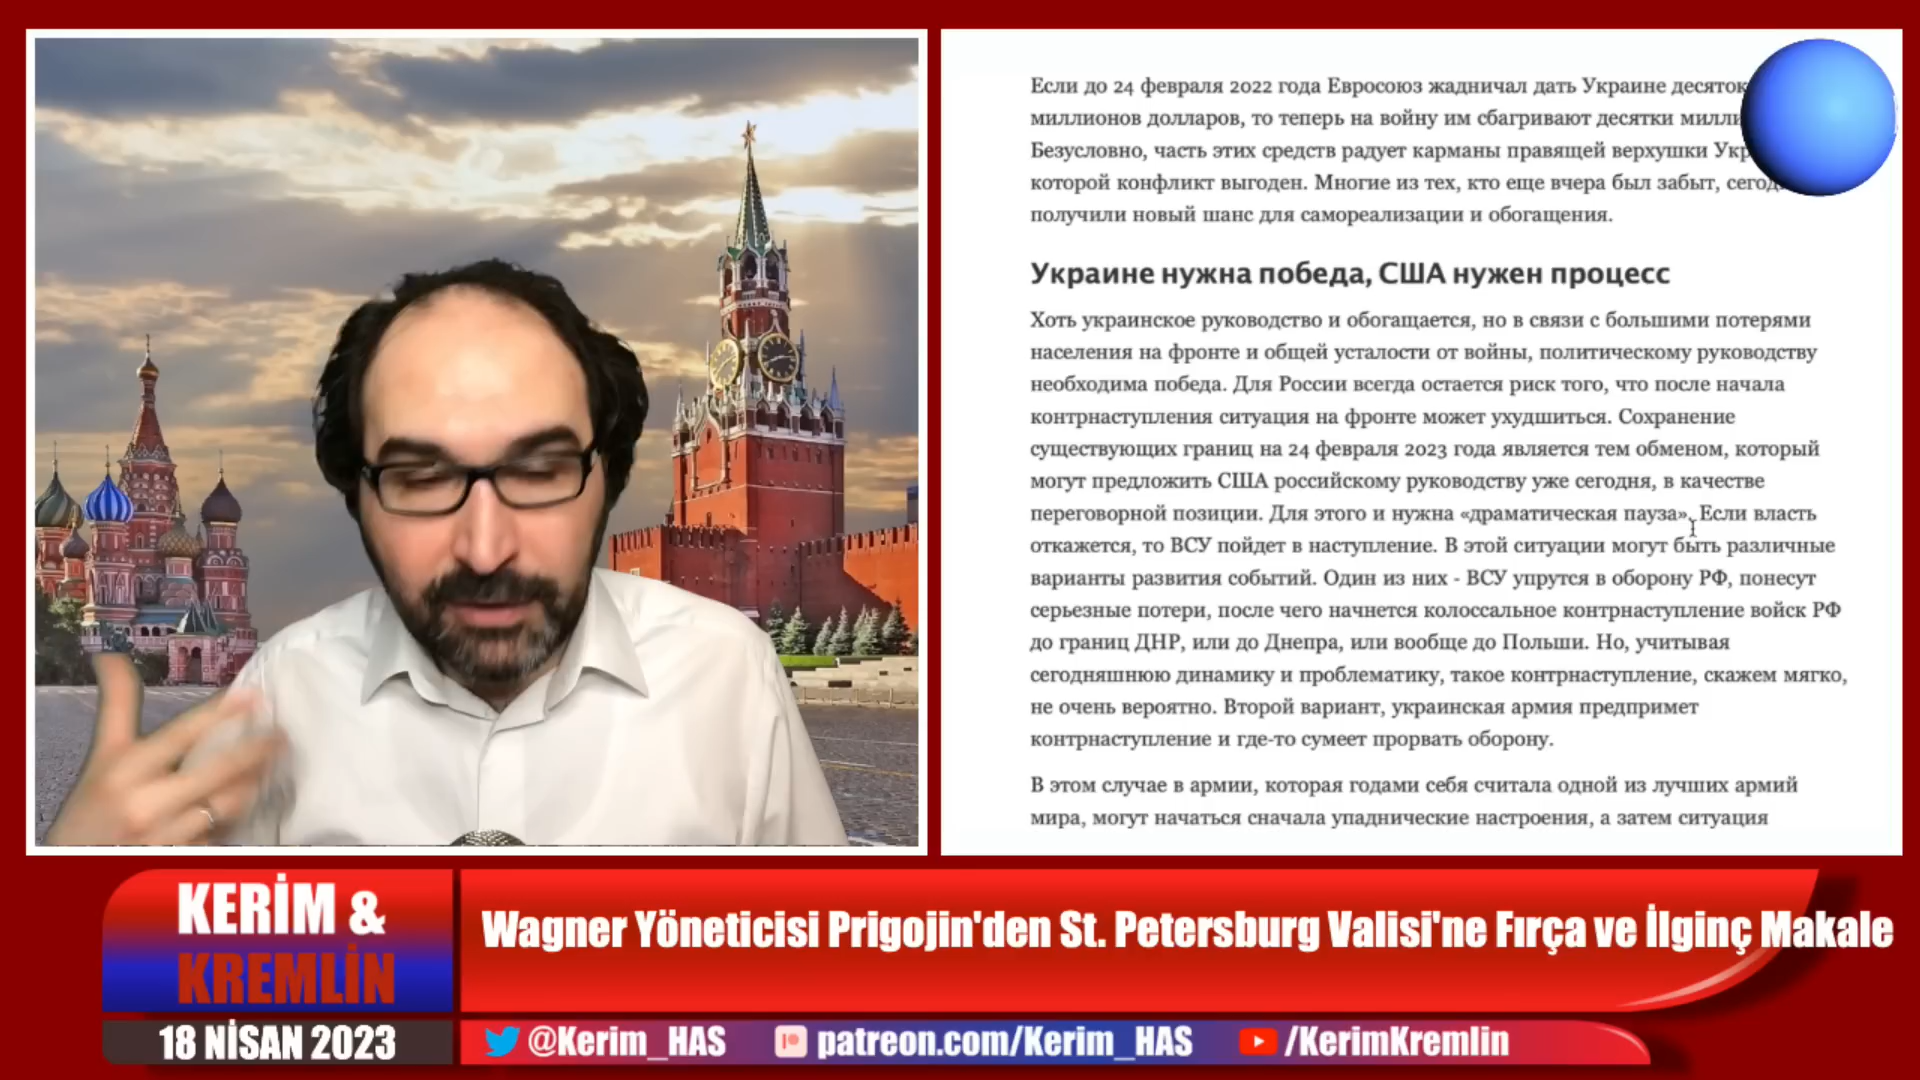 Если до 24 февраля 2022 года Евросоюз жадничал дать Украине десяток
миллионов долларов, то теперь на войну им сбагривают десятки
Безусловно, часть этих средств радует карманы правящей верхушки
которой конфликт выгоден. Многие из тех, кто еще вчера был забыт,
получили новый шанс для самореализации и обогащения.
Украине нужна победа, США нужен процесс
Хоть украинское руководство и обогащается, но в связи с большими потерями
населения на фронте и общей усталости от войны, политическому руководству
необходима победа. Для России всегда остается риск того, что после начала
контрнаступления ситуация на фронте может ухудшиться. Сохранение
существующих границ на 24 февраля 2023 года является тем обменом, который
могут предложить США российскому руководству уже сегодня, в качестве
переговорной позиции. Для этого и нужна «драматическая пауза». Если власть
откажется, то ВСУ пойдет в наступление. В этой ситуации могут быть различные
варианты развития событий. Один из них - ВСУ упрутся в оборону РФ, понесут
серьезные потери, после чего начнется колоссальное контрнаступление войск РФ
до границ ДНР, или до Днепра, или вообще до Польши. Но, учитывая
сегодняшнюю динамику и проблематику, такое контрнаступление, скажем мягко,
не очень вероятно. Второй вариант, украинская армия предпримет
контрнаступление и где-то сумеет прорвать оборону.
В этом случае в армии, которая годами себя считала одной из лучших армий
мира, могут начаться сначала упаднические настроения, а затем ситуация
KERİM &
KREMLİN
Wagner Yöneticisi Prigojin'den St. Petersburg Valisi'ne Fırça ve İlginç Makale
18 NİSAN 2023
@Kerim_HAS
patreon.com/Kerim_HAS
/KerimKremlin